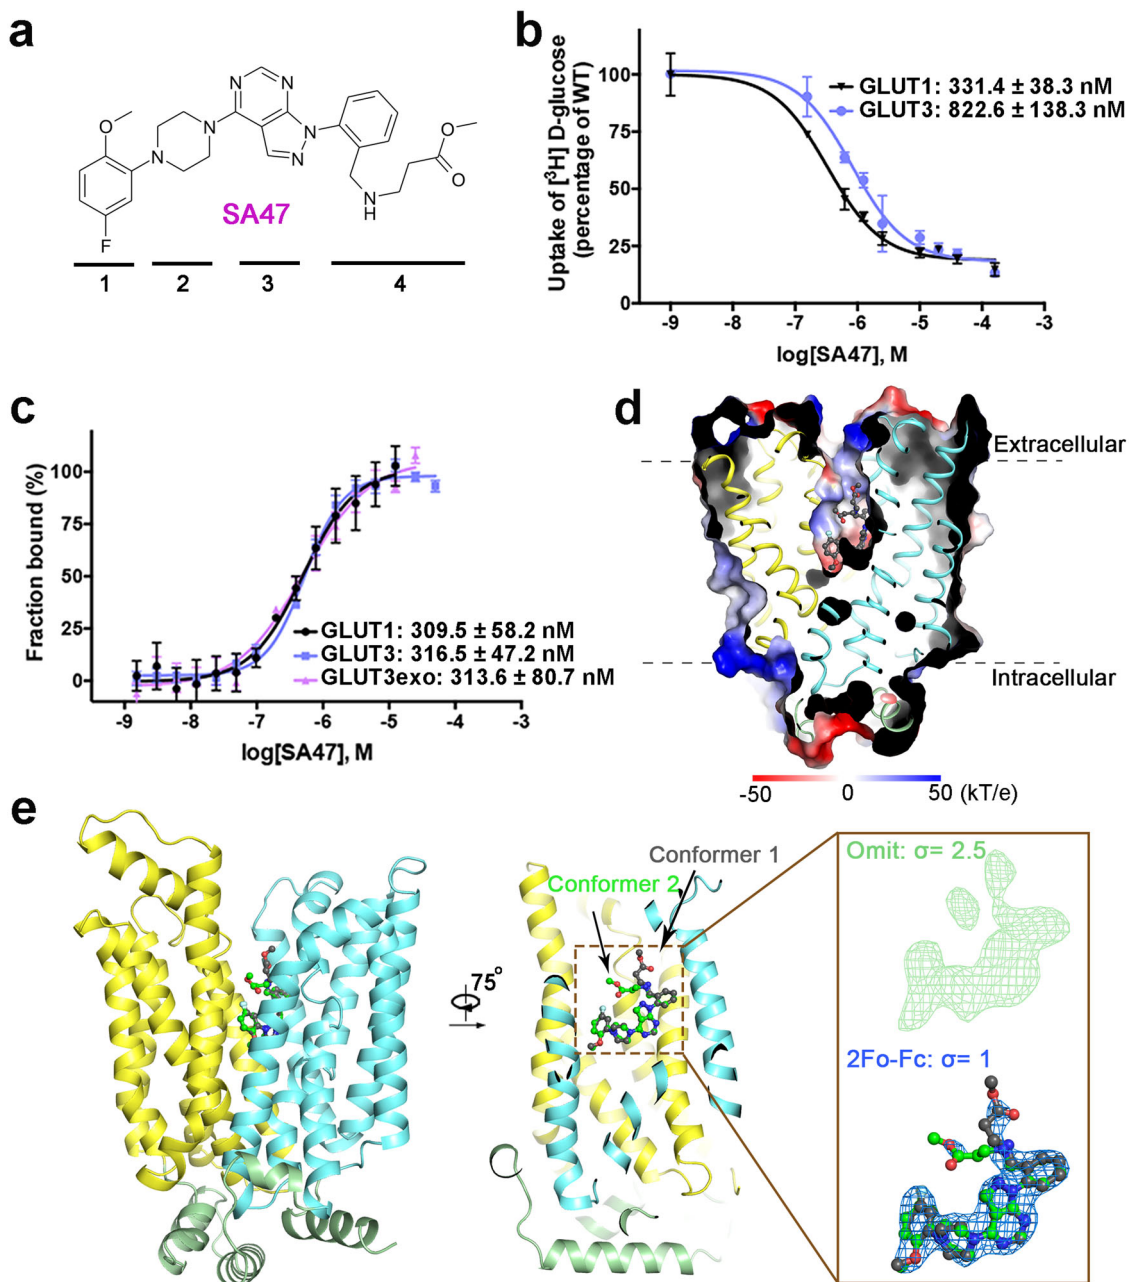 a
N
N
O
N
N
N
N
N
O
O
N
H
F
SA47
1
2
3
4
b
Uptake of [³H] D-glucose
(percentage of WT)
100
75
50
25
0
GLUT1: 331.4 ± 38.3 nM
GLUT3: 822.6 ± 138.3 nM
-9
-8
-7
-6
-5
-4
-3
log[SA47], M
c
Fraction bound (%)
100
75
50
25
0
GLUT1: 309.5 ± 58.2 nM
GLUT3: 316.5 ± 47.2 nM
GLUT3exo: 313.6 ± 80.7 nM
-9
-8
-7
-6
-5
-4
-3
log[SA47], M
d
Extracellular
Intracellular
-50
0
50 (kT/e)
e
75°
Conformer 1
Conformer 2
Omit: σ= 2.5
2Fo-Fc: σ= 1